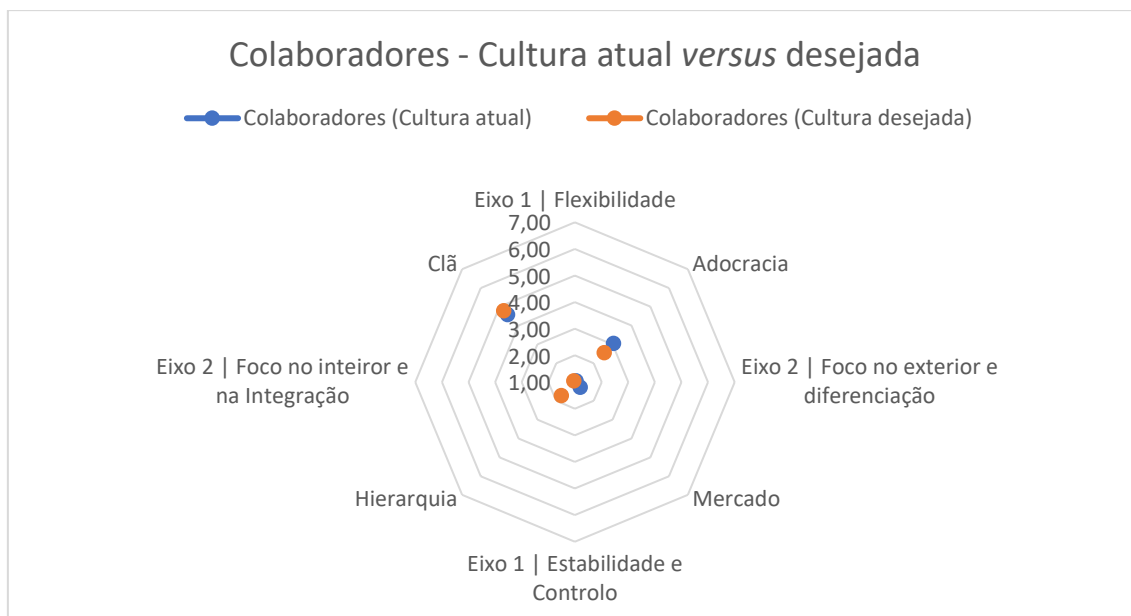 Colaboradores - Cultura atual versus desejada
Colaboradores (Cultura atual)
Colaboradores (Cultura desejada)
Eixo 1 | Flexibilidade
7,00
6,00
5,00
4,00
3,00
2,00
1,00
Clã
Adocracia
Eixo 2 | Foco no inteiror e
na Integração
Eixo 2 | Foco no exterior e
diferenciação
Hierarquia
Mercado
Eixo 1 | Estabilidade e
Controlo